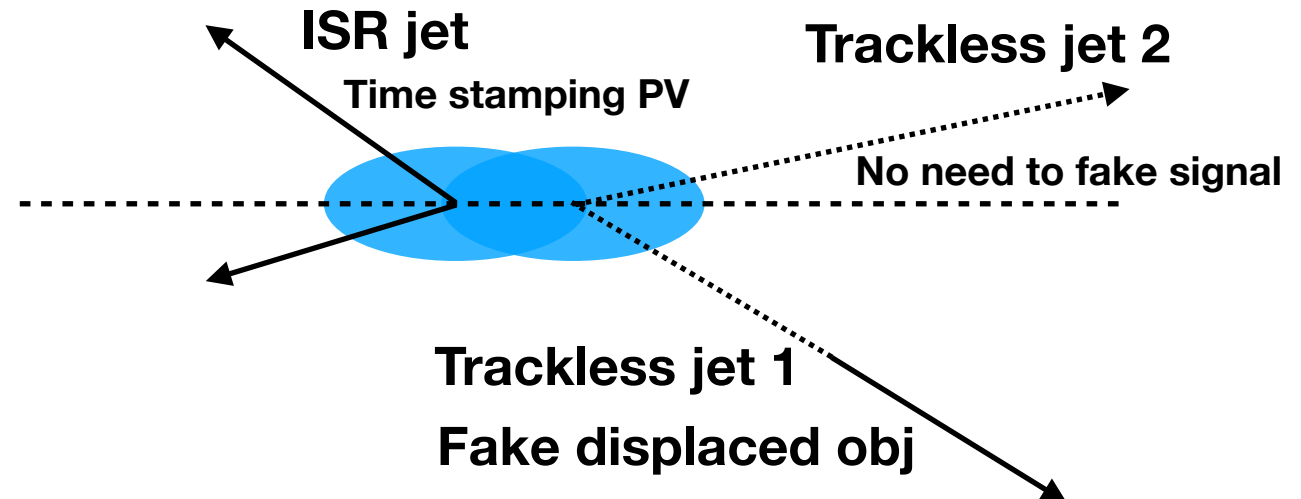 ISR jet
Trackless jet 2
Time stamping PV
No need to fake signal
Trackless jet 1
Fake displaced obj